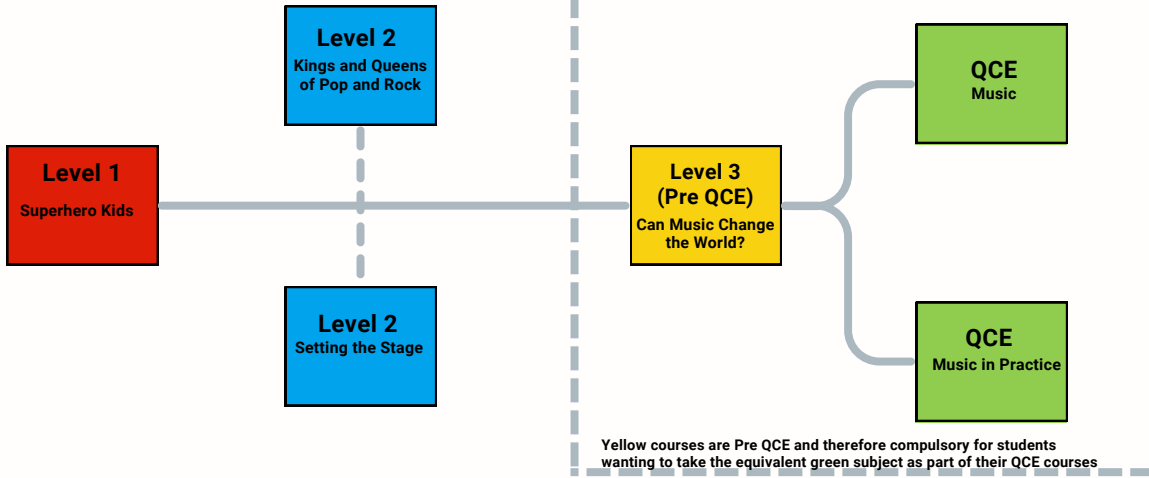 Level 1
Superhero Kids
Level 2
Kings and Queens
of Pop and Rock
Level 2
Setting the Stage
Level 3
(Pre QCE)
Can Music Change
the World?
QCE
Music
QCE
Music in Practice
Yellow courses are Pre QCE and therefore compulsory for students
wanting to take the equivalent green subject as part of their QCE courses